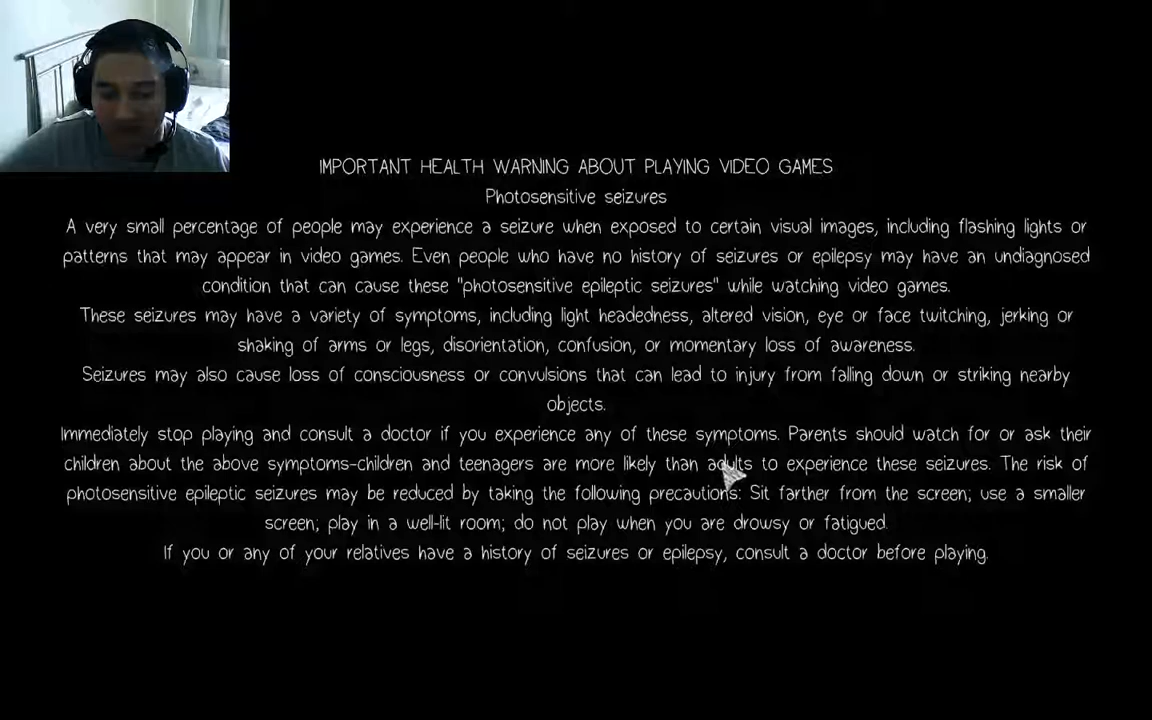 IMPORTANT HEALTH WARNING ABOUT PLAYING VIDEO GAMES
Photosensitive seizures
A very small percentage of people may experience a seizure when exposed to certain visual images, including flashing lights or
patterns that may appear in video games. Even people who have no history of seizures or epilepsy may have an undiagnosed
condition that can cause these "photosensitive epileptic seizures" while watching video games.
These seizures may have a variety of symptoms, including light headedness, altered vision, eye or face twitching, jerking or
shaking of arms or legs, disorientation, confusion, or momentary loss of awareness.
Seizures may also cause loss of consciousness or convulsions that can lead to injury from falling down or striking nearby
objects.
Immediately stop playing and consult a doctor if you experience any of these symptoms. Parents should watch for or ask their
children about the above symptoms-children and teenagers are more likely than adults to experience these seizures. The risk of
photosensitive epileptic seizures may be reduced by taking the following precautions: Sit farther from the screen; use a smaller
screen; play in a well-lit room; do not play when you are drowsy or fatigued.
If you or any of your relatives have a history of seizures or epilepsy, consult a doctor before playing.